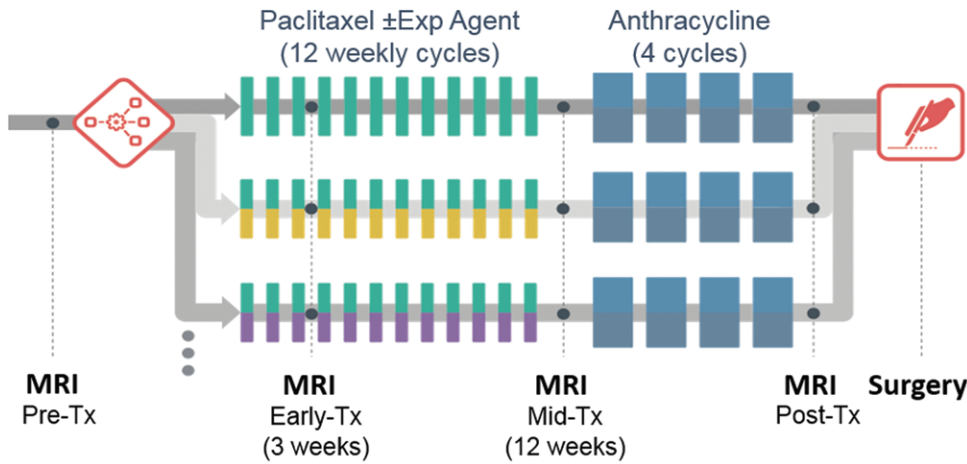 Paclitaxel ±Exp Agent
(12 weekly cycles)
Anthracycline
(4 cycles)
MRI
Pre-Tx
MRI
Early-Tx
(3 weeks)
MRI
Mid-Tx
(12 weeks)
MRI
Post-Tx
Surgery